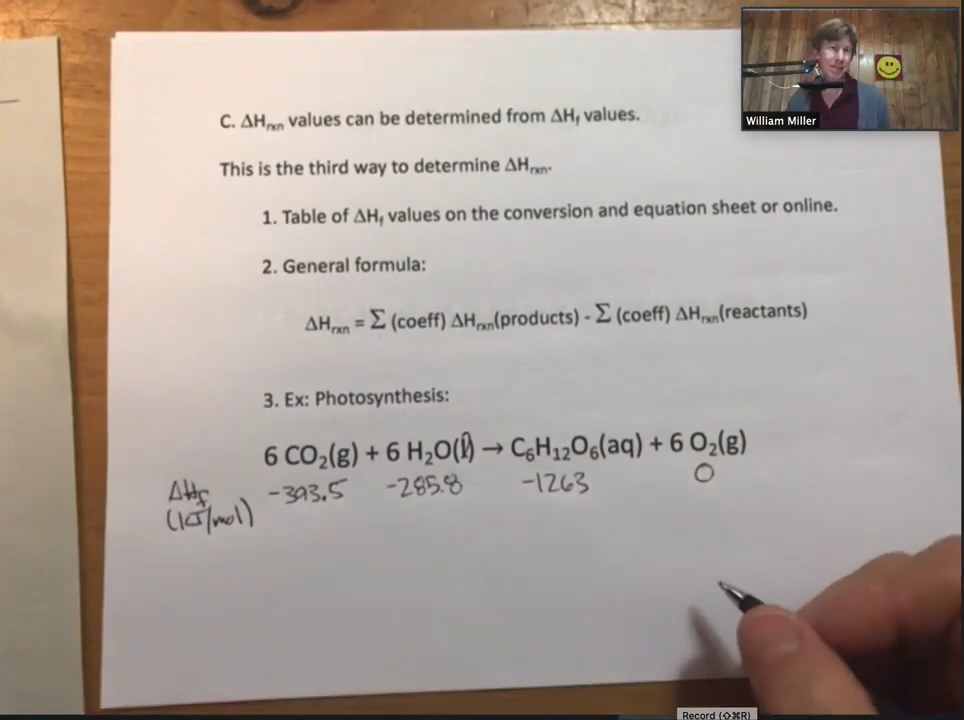 C. ΔHrxn values can be determined from ΔHf values.
William Miller
This is the third way to determine ΔHrxn.
1. Table of ΔHf values on the conversion and equation sheet or online.
2. General formula:
ΔHrxn = Σ (coeff) ΔHrxn(products) - Σ (coeff) ΔHrxn(reactants)
3. Ex: Photosynthesis:
6 CO₂(g) + 6 H₂O(l) → C₆H₁₂O₆(aq) + 6 O₂(g)
ΔHf -393.5 -285.8 -1263 0
(kJ/mol)
Record (⇧⌘R)